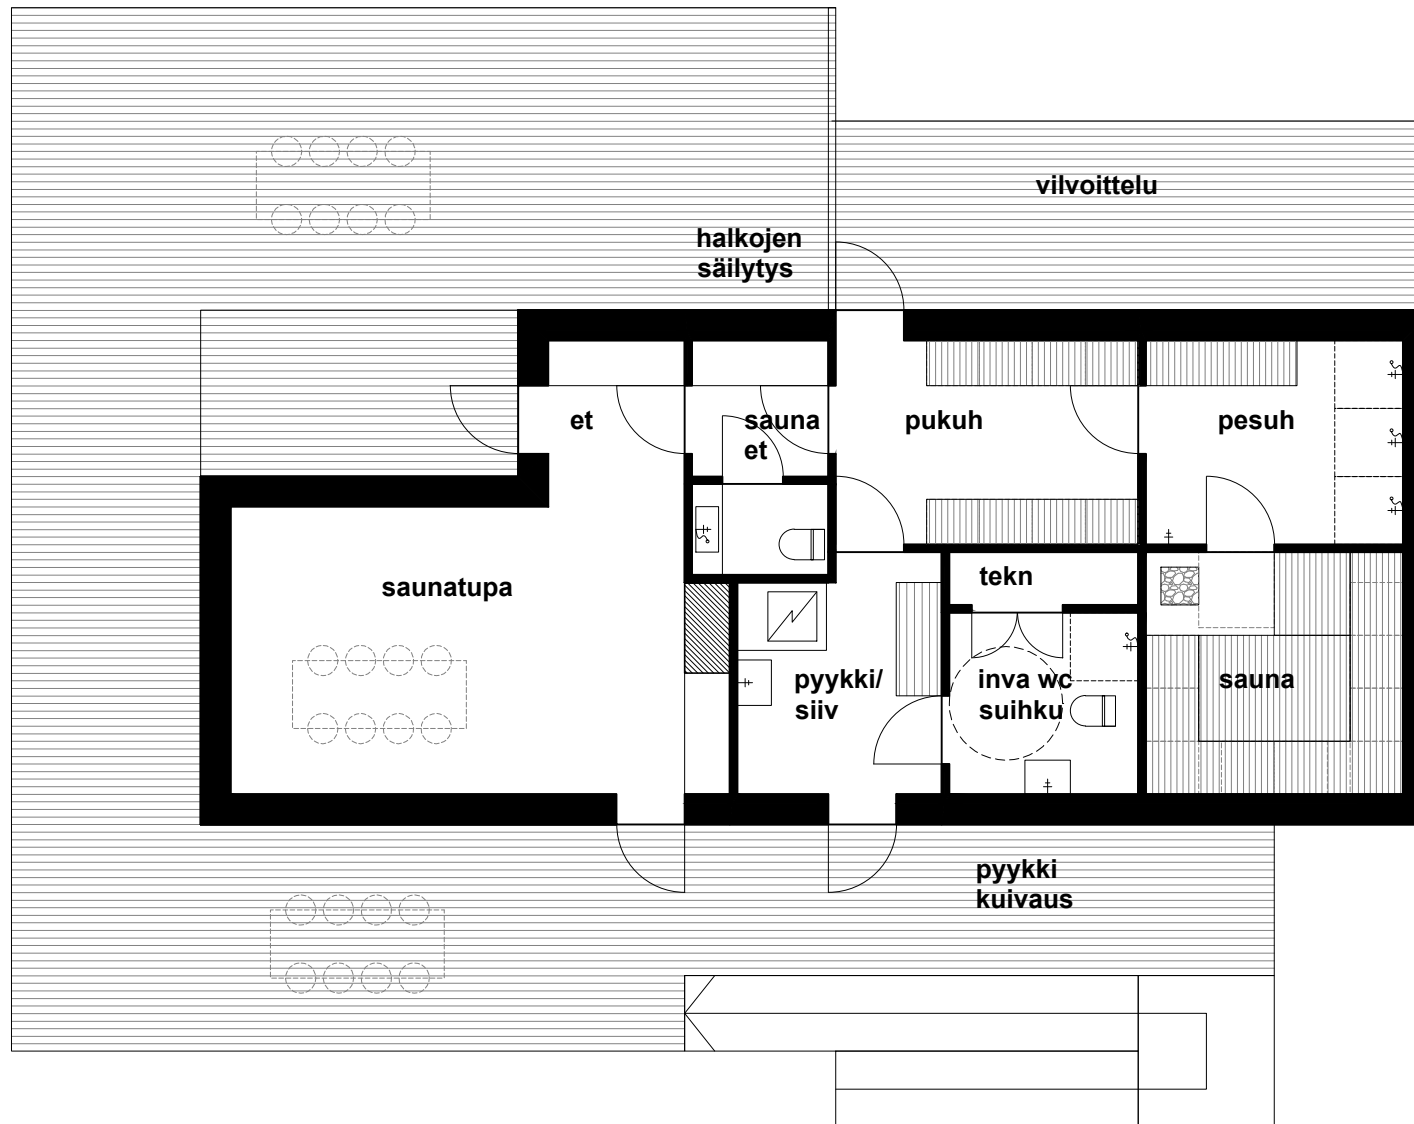 vilvoittelu
halkojen
säilytys
et
sauna
et
pukuh
pesuh
saunatupa
tekn
pyykki/
siiv
inva wc
suihku
sauna
pyykki
kuivaus